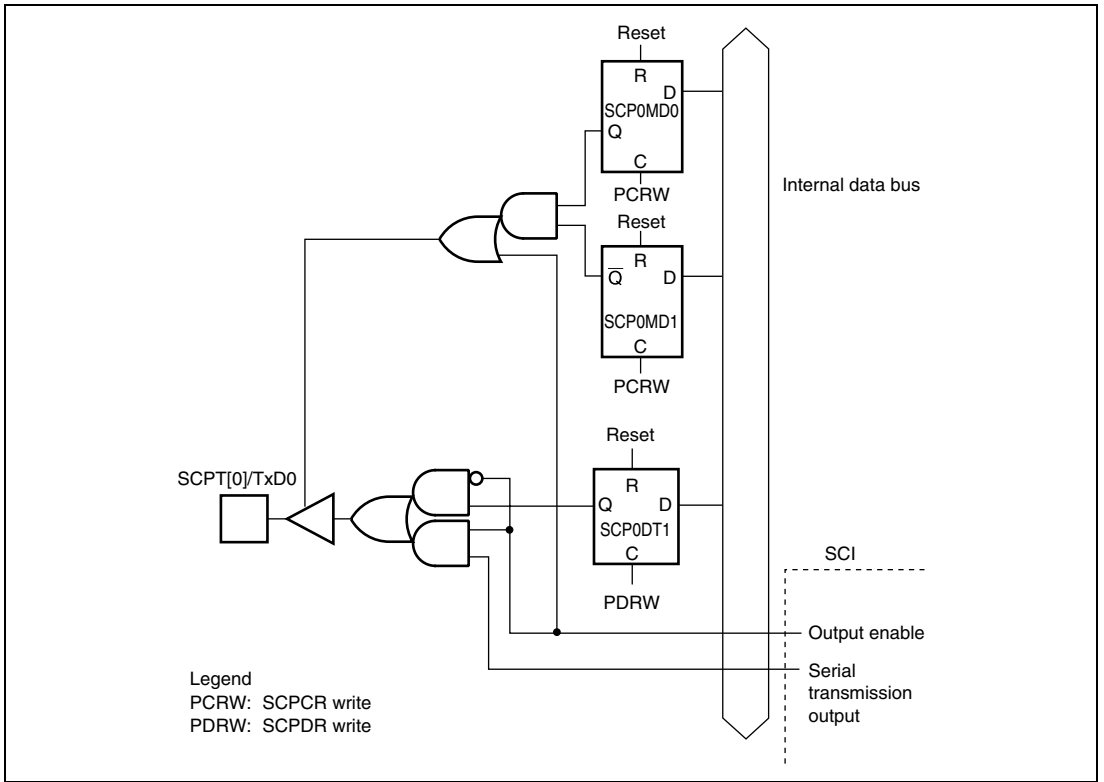 Reset
R
D
SCP0MD0
Q
C
PCRW
Internal data bus
Reset
R
Q̅ D
SCP0MD1
C
PCRW
Reset
SCPT[0]/TxD0
R
Q D
SCP0DT1
C
SCI
PDRW
Output enable
Serial
transmission
output
Legend
PCRW: SCPCR write
PDRW: SCPDR write